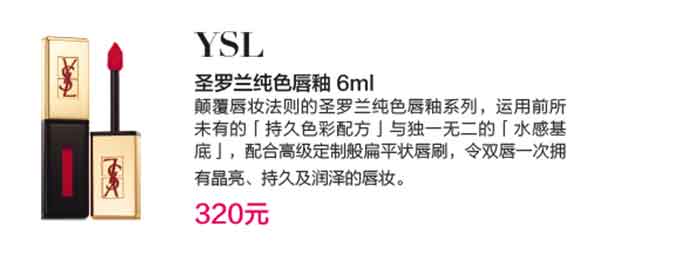 YSL
圣罗兰纯色唇釉 6ml
颠覆唇妆法则的圣罗兰纯色唇釉系列，运用前所
未有的「持久色彩配方」与独一无二的「水感基
底」，配合高级定制般扁平状唇刷，令双唇一次拥
有晶亮、持久及润泽的唇妆。
320元